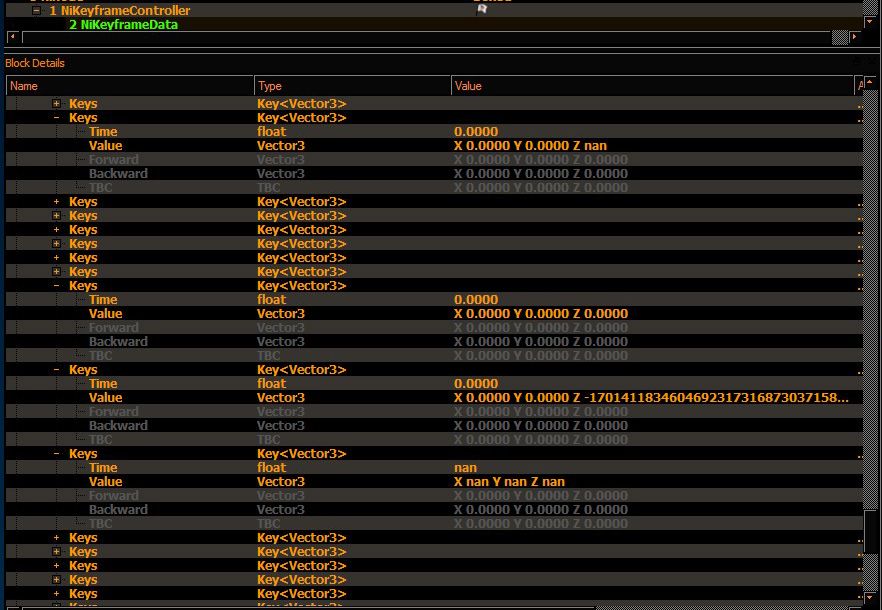 1 NiKeyframeController
2 NiKeyframeData
Block Details
Name Type Value
Keys Key<Vector3> ..
Keys Key<Vector3> ..
Time float 0.0000
Value Vector3 X 0.0000 Y 0.0000 Z nan
Forward Vector3 X 0.0000 Y 0.0000 Z 0.0000
Backward Vector3 X 0.0000 Y 0.0000 Z 0.0000
TBC TBC X 0.0000 Y 0.0000 Z 0.0000
Keys Key<Vector3> ..
Keys Key<Vector3> ..
Keys Key<Vector3> ..
Keys Key<Vector3> ..
Keys Key<Vector3> ..
Keys Key<Vector3> ..
Keys Key<Vector3> ..
Time float 0.0000
Value Vector3 X 0.0000 Y 0.0000 Z 0.0000
Forward Vector3 X 0.0000 Y 0.0000 Z 0.0000
Backward Vector3 X 0.0000 Y 0.0000 Z 0.0000
TBC TBC X 0.0000 Y 0.0000 Z 0.0000
Keys Key<Vector3> ..
Time float 0.0000
Value Vector3 X 0.0000 Y 0.0000 Z -1701411834604692317316873037158...
Forward Vector3 X 0.0000 Y 0.0000 Z 0.0000
Backward Vector3 X 0.0000 Y 0.0000 Z 0.0000
TBC TBC X 0.0000 Y 0.0000 Z 0.0000
Keys Key<Vector3> ..
Time float nan
Value Vector3 X nan Y nan Z nan
Forward Vector3 X 0.0000 Y 0.0000 Z 0.0000
Backward Vector3 X 0.0000 Y 0.0000 Z 0.0000
TBC TBC X 0.0000 Y 0.0000 Z 0.0000
Keys Key<Vector3> ..
Keys Key<Vector3> ..
Keys Key<Vector3> ..
Keys Key<Vector3> ..
Keys Key<Vector3> ..